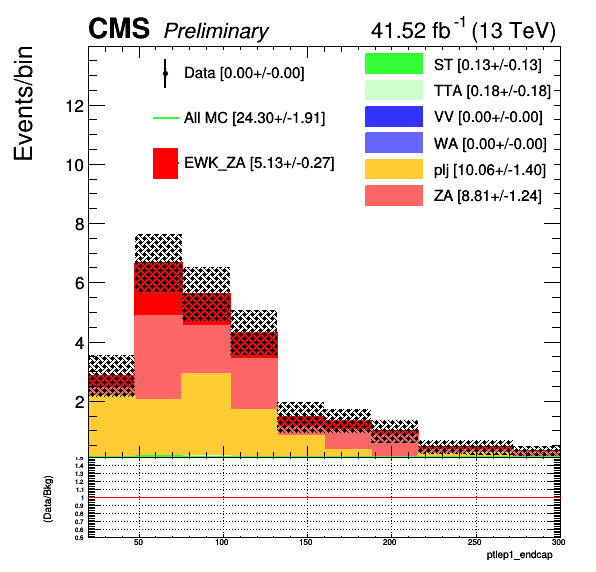 CMS Preliminary 41.52 fb⁻¹ (13 TeV)
Events/bin
Data [0.00+/-0.00]
All MC [24.30+/-1.91]
EWK_ZA [5.13+/-0.27]
ST [0.13+/-0.13]
TTA [0.18+/-0.18]
VV [0.00+/-0.00]
WA [0.00+/-0.00]
plj [10.06+/-1.40]
ZA [8.81+/-1.24]
12
10
8
6
4
2
(Data/Bkg)
1.5
1.4
1.3
1.2
1.1
1
0.9
0.8
0.7
0.6
0.5
50 100 150 200 250 300
ptlep1_endcap